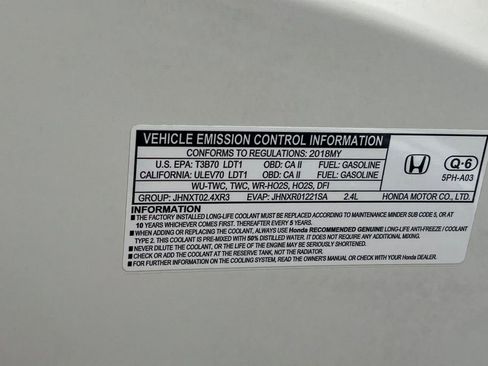 VEHICLE EMISSION CONTROL INFORMATION
CONFORMS TO REGULATIONS: 2018MY
U.S. EPA: T3B70 LDT1 OBD: CA II FUEL: GASOLINE
CALIFORNIA: ULEV70 LDT1 OBD: CA II FUEL: GASOLINE
WU-TWC, TWC, WR-HO2S, HO2S, DFI
GROUP: JHNXT02.4XR3 EVAP: JHNXR01221SA 2.4L
Q-6
5PH-A03
HONDA MOTOR CO., LTD.
IMPORTANT :
■ THE FACTORY INSTALLED LONG-LIFE COOLANT MUST BE REPLACED ACCORDING TO MAINTENANCE MINDER SUB CODE 5, OR AT
10 YEARS WHICHEVER COMES FIRST. THEREAFTER EVERY 5 YEARS.
■ WHEN ADDING OR REPLACING THE COOLANT, ALWAYS USE Honda RECOMMENDED GENUINE LONG-LIFE ANTI-FREEZE / COOLANT
TYPE 2. THIS COOLANT IS PRE-MIXED WITH 50% DISTILLED WATER. IT DOES NOT REQUIRE ANY ADDITIONAL MIXING.
■ NEVER DILUTE THE COOLANT, OR LIFE OF THE ENGINE MAY BE SERIOUSLY SHORTENED.
■ CHECK OR ADD COOLANT AT THE RESERVE TANK, NOT THE RADIATOR.
■ FOR FURTHER INFORMATION ON THE COOLING SYSTEM, READ THE OWNER'S MANUAL OR CHECK WITH YOUR Honda DEALER.